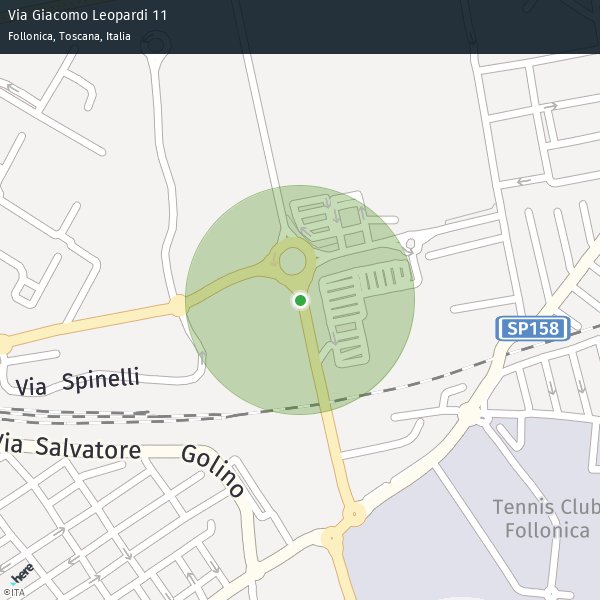 Via Giacomo Leopardi 11
Follonica, Toscana, Italia
SP158
Via Spinelli
Via Salvatore
Golino
Tennis Club
Follonica
here
©ITA